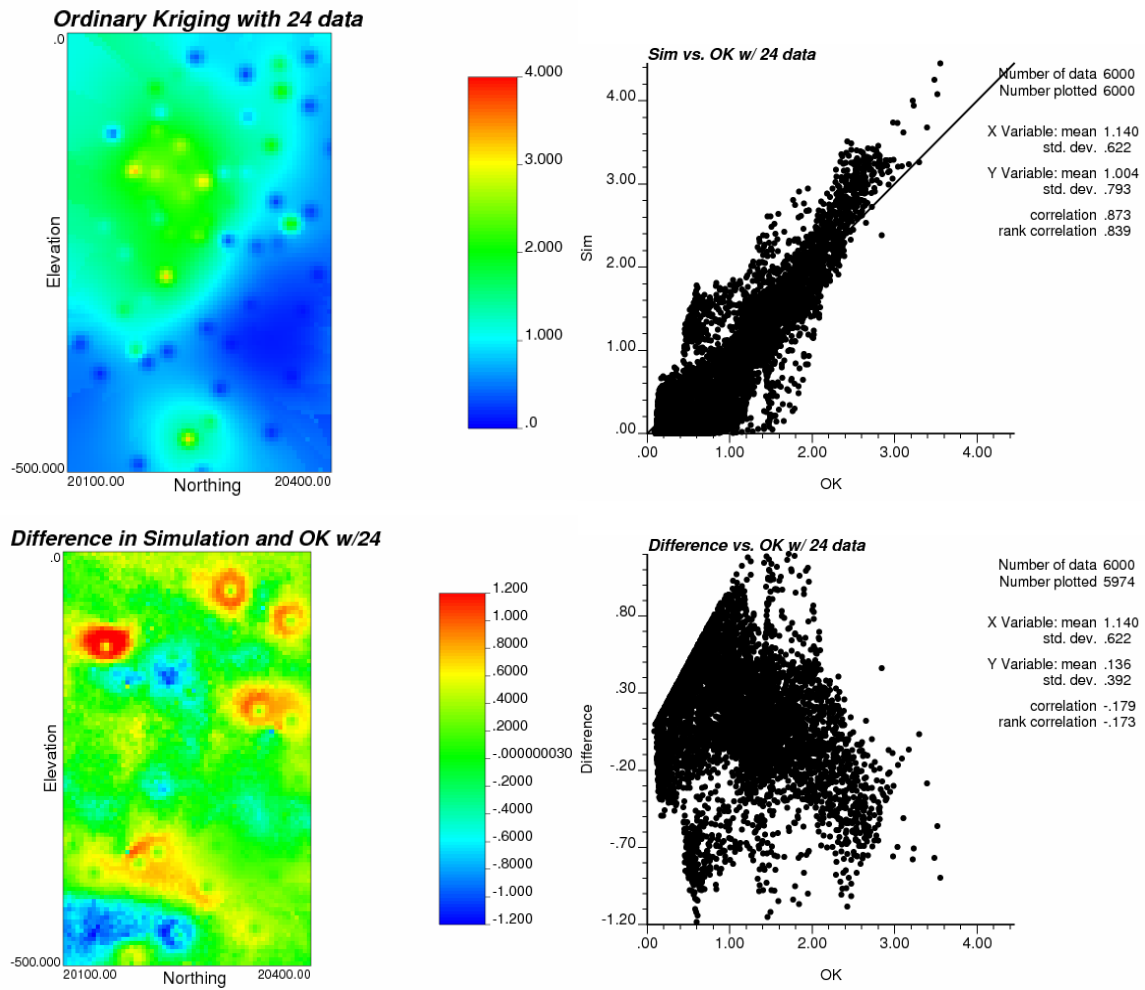 Ordinary Kriging with 24 data
.0
Elevation
-500.000
20100.00
Northing
20400.00
4.000
3.000
2.000
1.000
.0
Sim vs. OK w/ 24 data
Number of data 6000
Number plotted 6000
X Variable: mean 1.140
std. dev. .622
Y Variable: mean 1.004
std. dev. .793
correlation .873
rank correlation .839
Sim
4.00
3.00
2.00
1.00
.00
.00 1.00 2.00 3.00 4.00
OK
Difference in Simulation and OK w/24
.0
Elevation
-500.000
20100.00
Northing
20400.00
1.200
1.000
.8000
.6000
.4000
.2000
-.000000030
-.2000
-.4000
-.6000
-.8000
-1.000
-1.200
Difference vs. OK w/ 24 data
Number of data 6000
Number plotted 5974
X Variable: mean 1.140
std. dev. .622
Y Variable: mean .136
std. dev. .392
correlation -.179
rank correlation -.173
Difference
.80
.30
-.20
-.70
-1.20
.00 1.00 2.00 3.00 4.00
OK